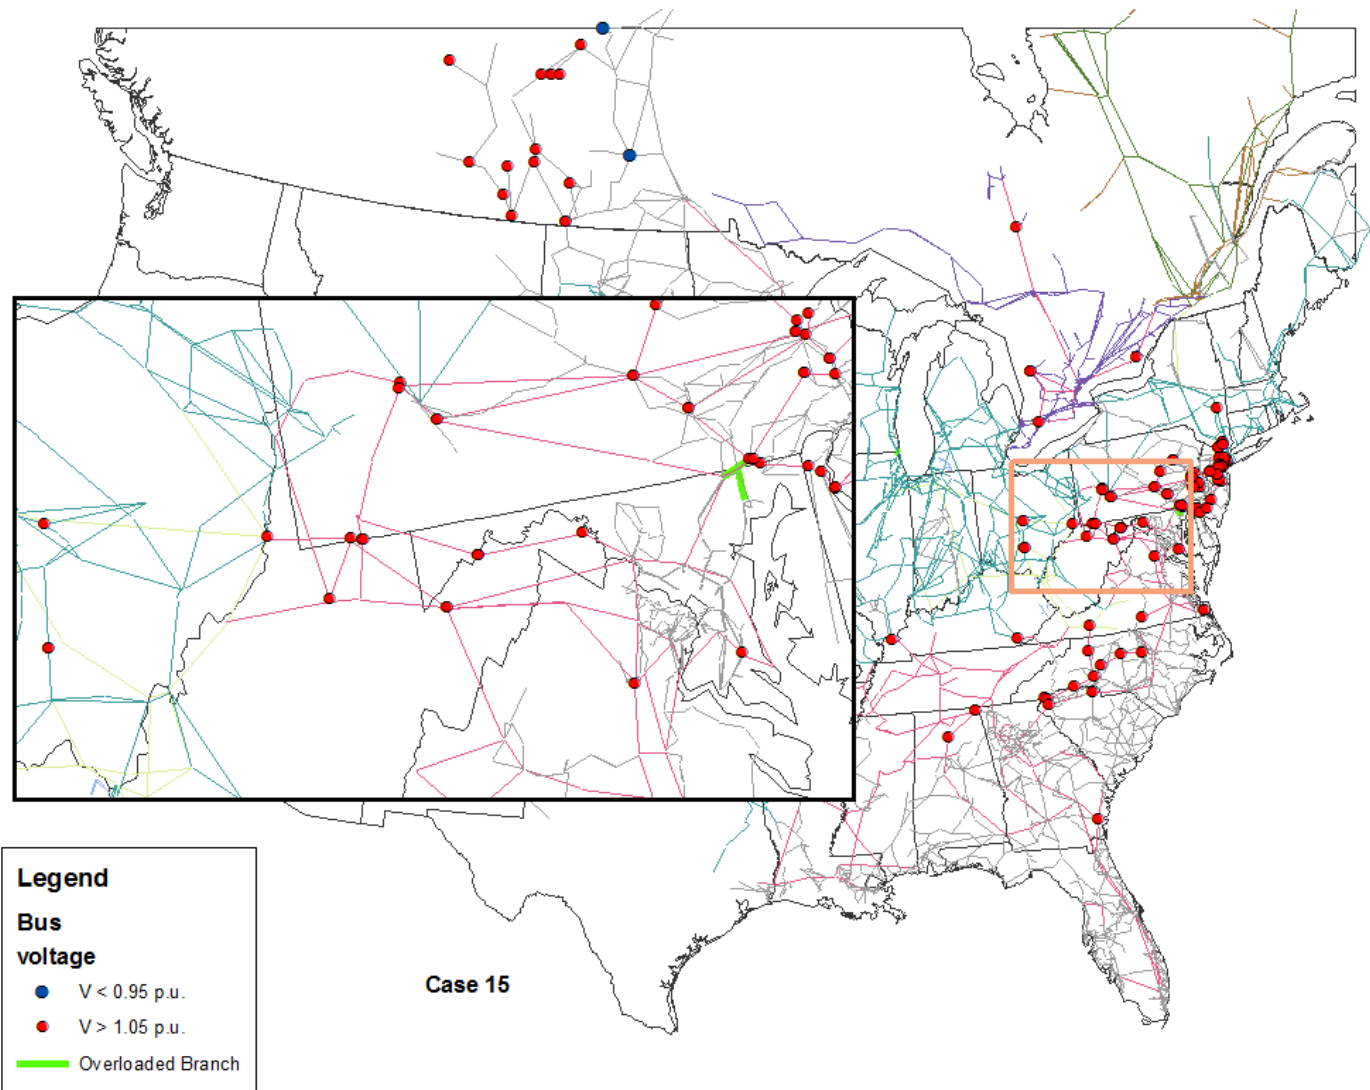 Case 15
Legend
Bus
voltage
V < 0.95 p.u.
V > 1.05 p.u.
Overloaded Branch